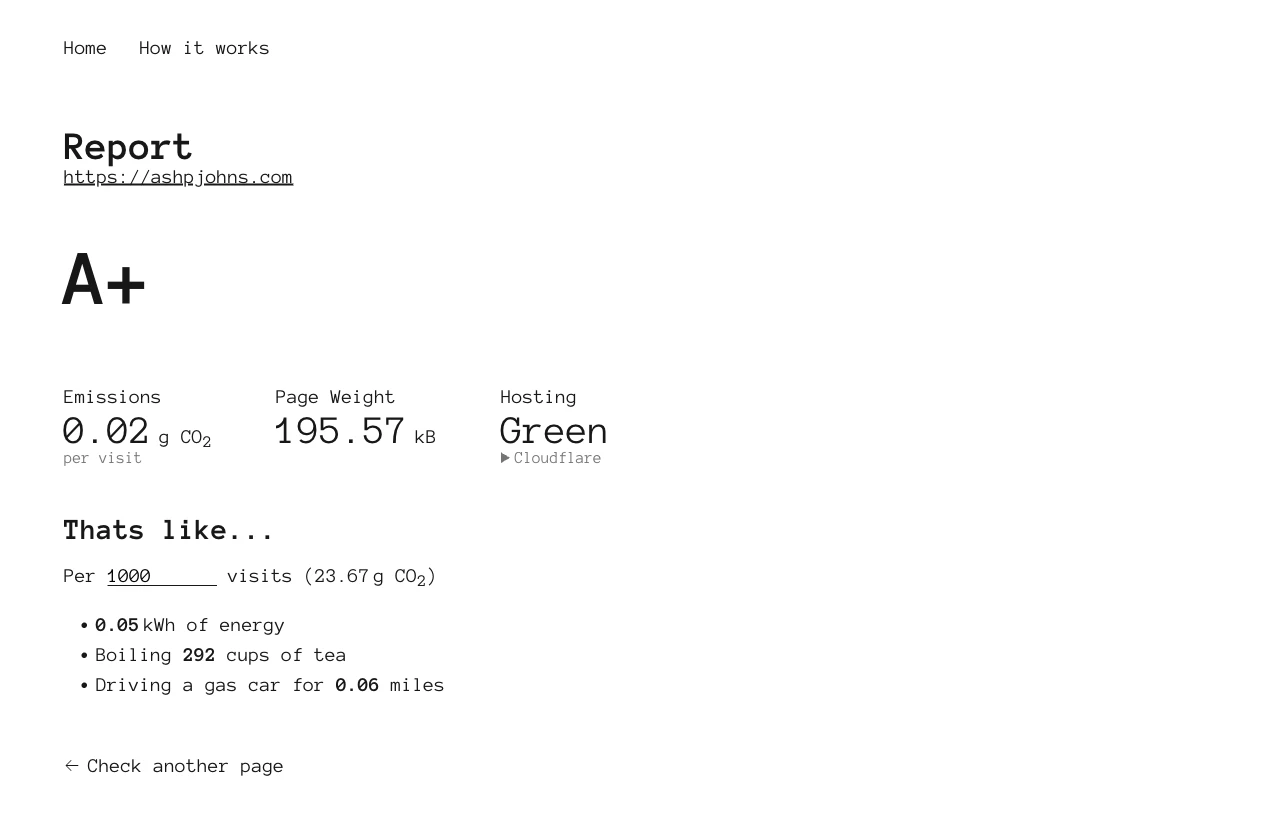 Home How it works
Report
https://ashpjohns.com
A+
Emissions Page Weight Hosting
0.02 g CO₂ 195.57 kB Green
per visit ▶ Cloudflare
Thats like...
Per 1000 visits (23.67 g CO₂)
• 0.05 kWh of energy
• Boiling 292 cups of tea
• Driving a gas car for 0.06 miles
← Check another page